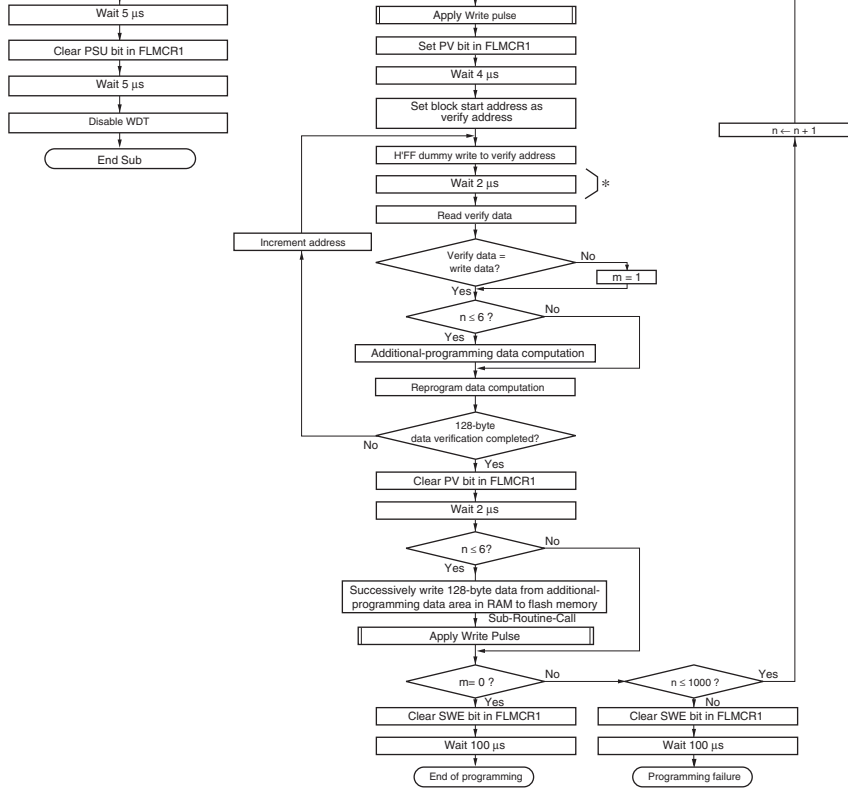 Wait 5 µs
Clear PSU bit in FLMCR1
Wait 5 µs
Disable WDT
End Sub
Apply Write pulse
Set PV bit in FLMCR1
Wait 4 µs
Set block start address as
verify address
n ← n + 1
H'FF dummy write to verify address
Wait 2 µs
*
Read verify data
Increment address
Verify data =
write data?
No
m = 1
Yes
n ≤ 6 ?
No
Yes
Additional-programming data computation
Reprogram data computation
128-byte
data verification completed?
No
Yes
Clear PV bit in FLMCR1
Wait 2 µs
n ≤ 6?
No
Yes
Successively write 128-byte data from additional-
programming data area in RAM to flash memory
Sub-Routine-Call
Apply Write Pulse
m= 0 ?
No
n ≤ 1000 ?
Yes
Yes
No
Clear SWE bit in FLMCR1
Clear SWE bit in FLMCR1
Wait 100 µs
Wait 100 µs
End of programming
Programming failure